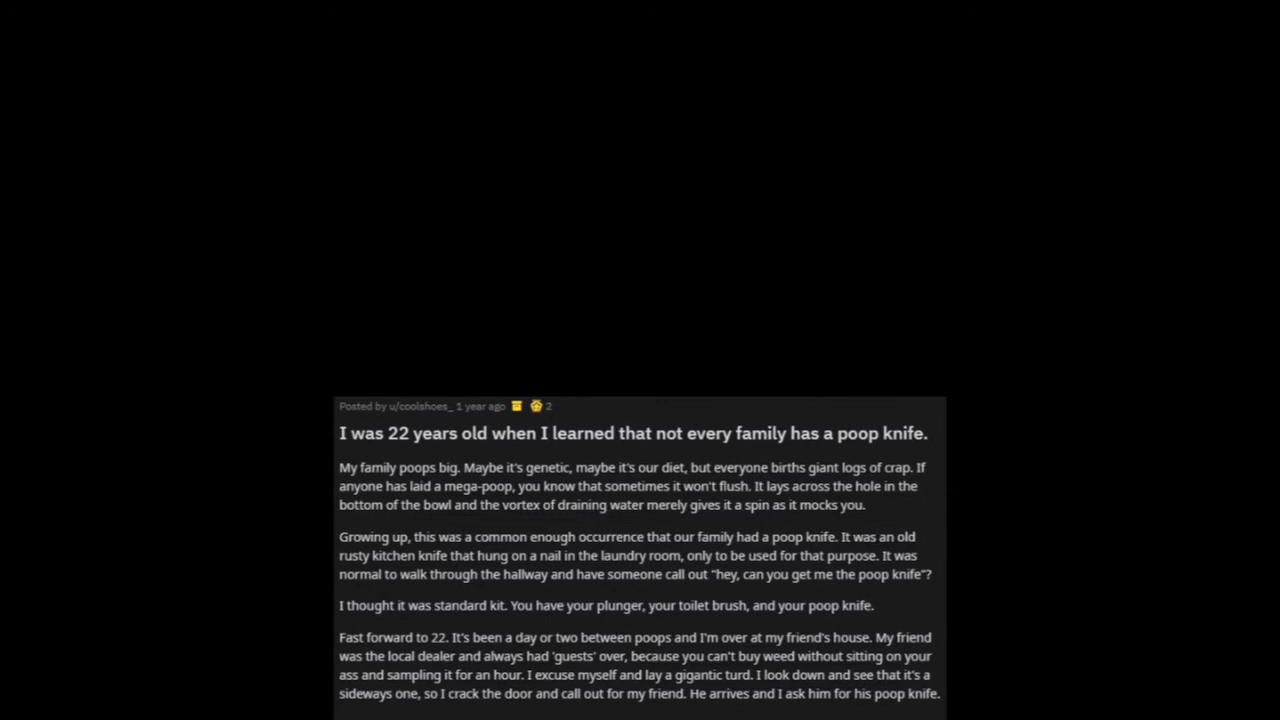 Posted by u/coolshoes_ 1 year ago 2
I was 22 years old when I learned that not every family has a poop knife.
My family poops big. Maybe it's genetic, maybe it's our diet, but everyone births giant logs of crap. If
anyone has laid a mega-poop, you know that sometimes it won't flush. It lays across the hole in the
bottom of the bowl and the vortex of draining water merely gives it a spin as it mocks you.
Growing up, this was a common enough occurrence that our family had a poop knife. It was an old
rusty kitchen knife that hung on a nail in the laundry room, only to be used for that purpose. It was
normal to walk through the hallway and have someone call out "hey, can you get me the poop knife"?
I thought it was standard kit. You have your plunger, your toilet brush, and your poop knife.
Fast forward to 22. It's been a day or two between poops and I'm over at my friend's house. My friend
was the local dealer and always had 'guests' over, because you can't buy weed without sitting on your
ass and sampling it for an hour. I excuse myself and lay a gigantic turd. I look down and see that it's a
sideways one, so I crack the door and call out for my friend. He arrives and I ask him for his poop knife.